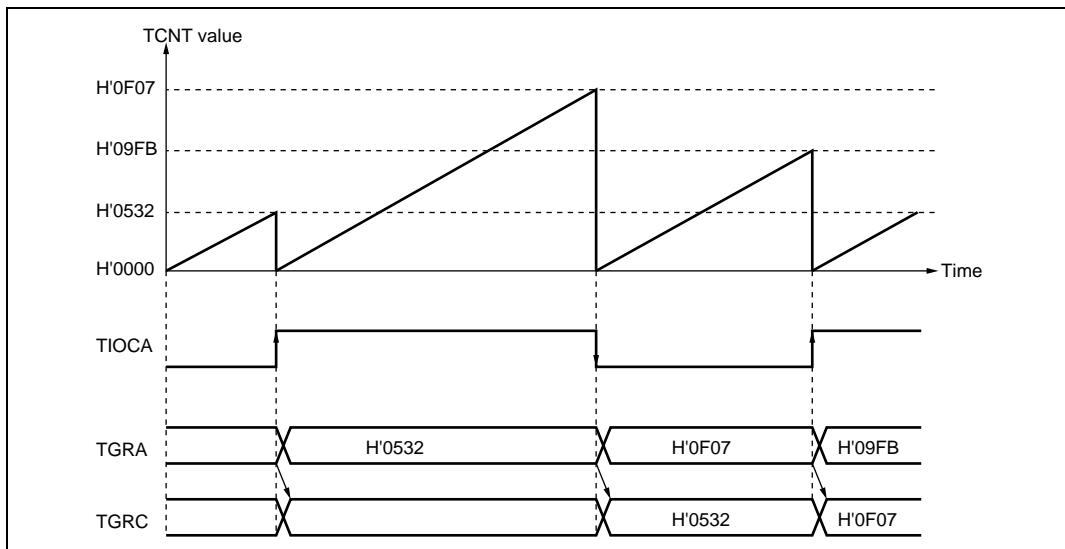 TCNT value
H'0F07
H'09FB
H'0532
H'0000
Time
TIOCA
TGRA
H'0532
H'0F07
H'09FB
TGRC
H'0532
H'0F07